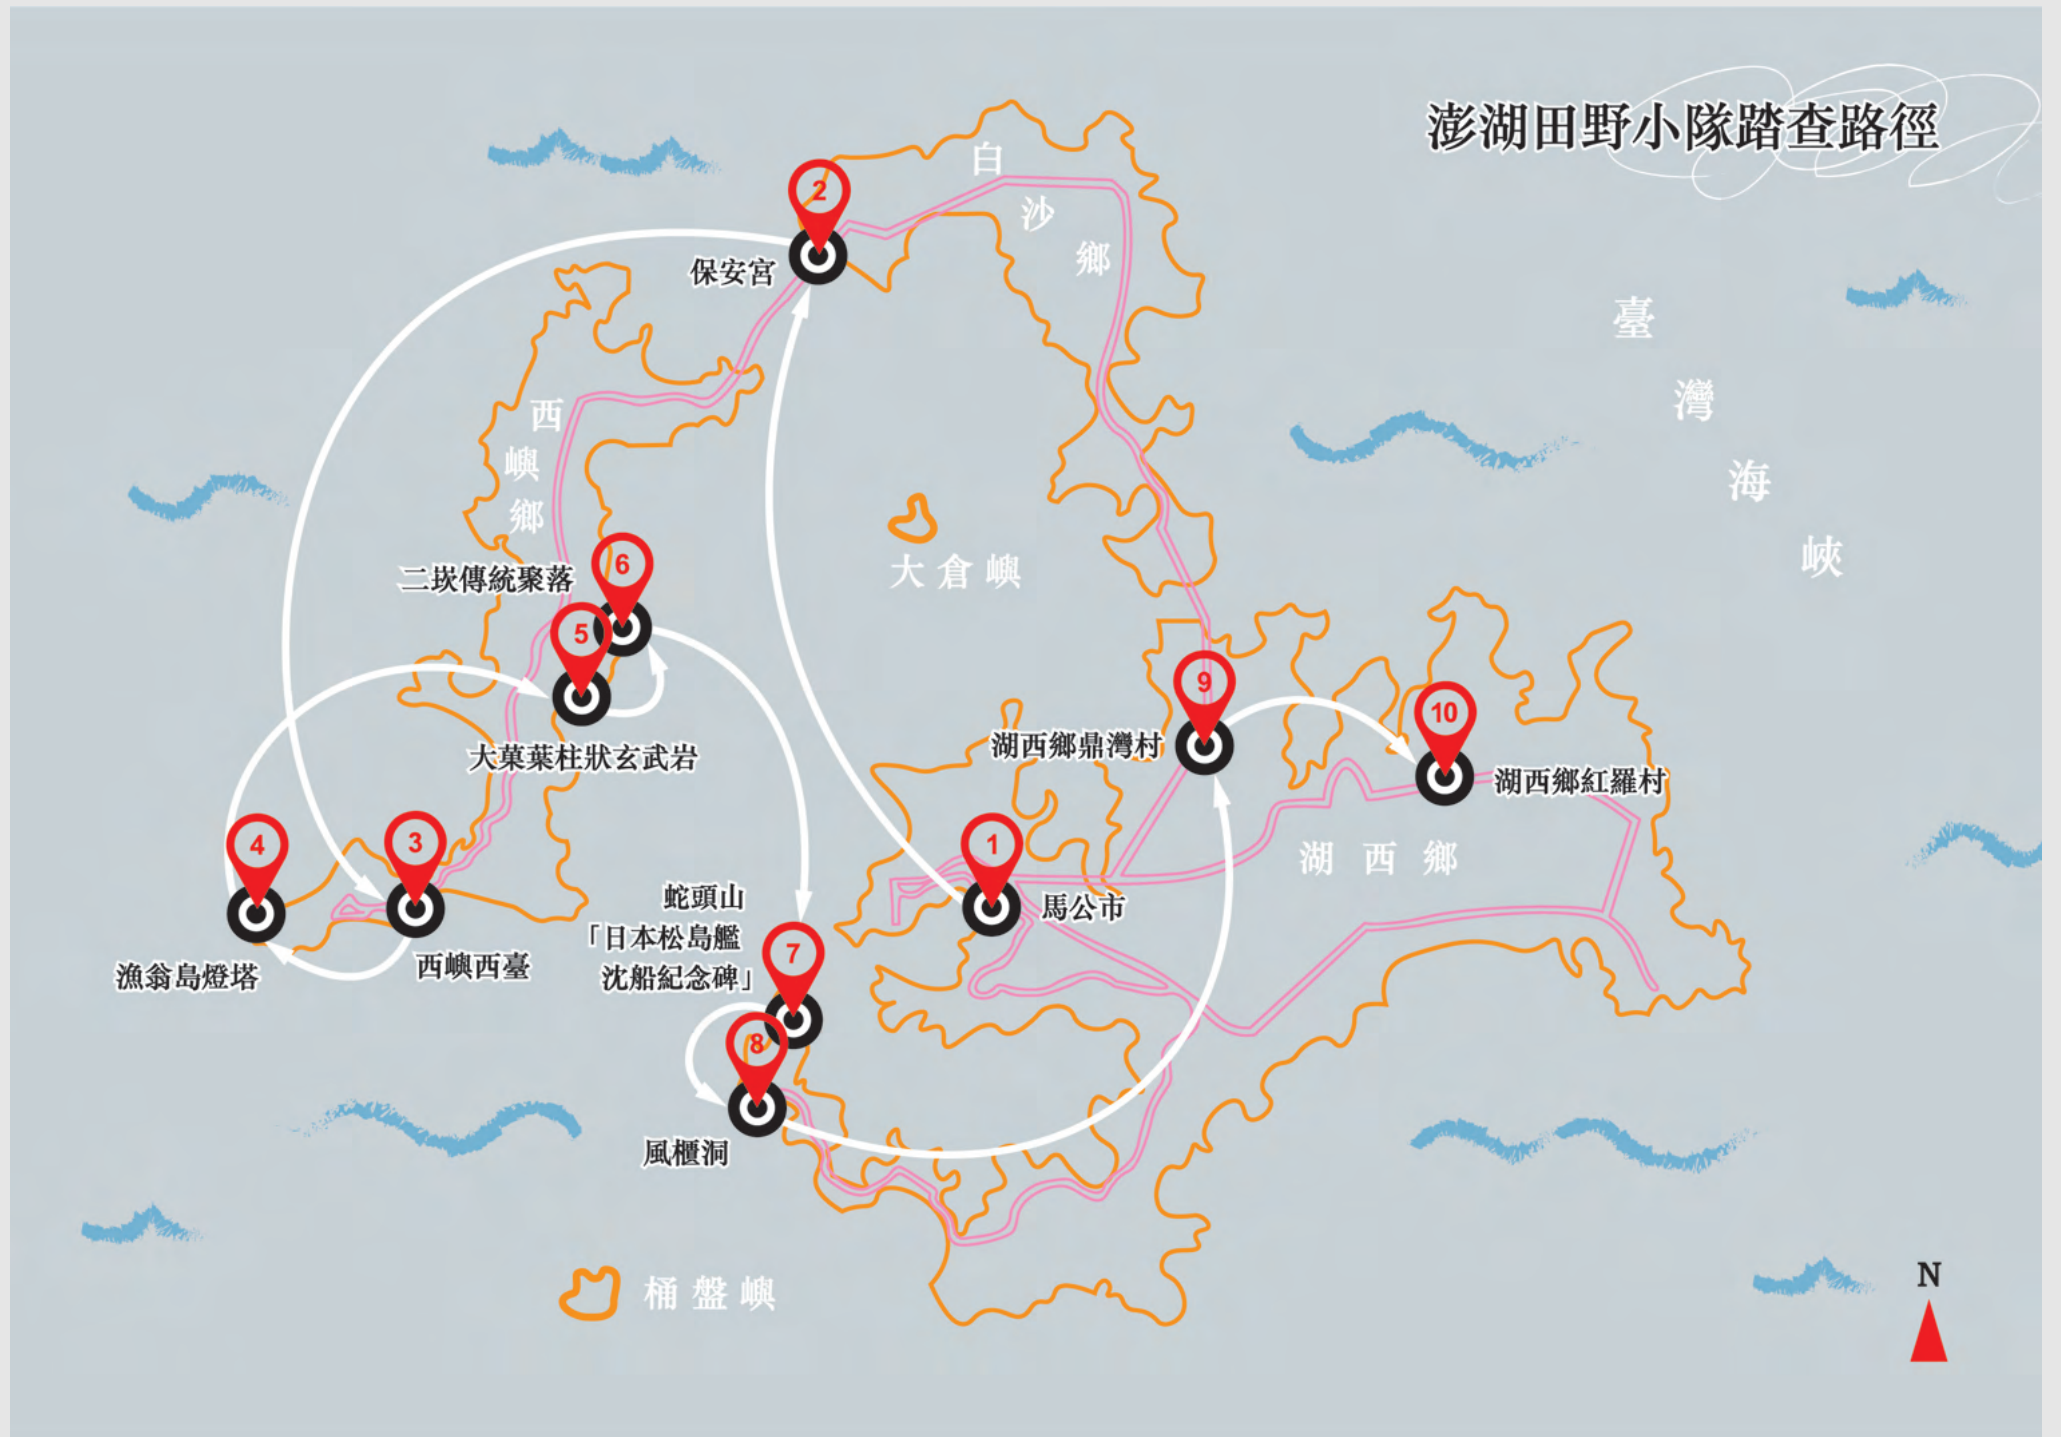 澎湖田野小隊踏查路徑
白沙鄉
2
保安宮
臺灣海峽
西嶼鄉
大倉嶼
二崁傳統聚落
6
5
大菓葉柱狀玄武岩
9
湖西鄉鼎灣村
10
湖西鄉紅羅村
湖西鄉
4
漁翁島燈塔
3
西嶼西臺
1
馬公市
蛇頭山
「日本松島艦
沈船紀念碑」
7
8
風櫃洞
桶盤嶼
N